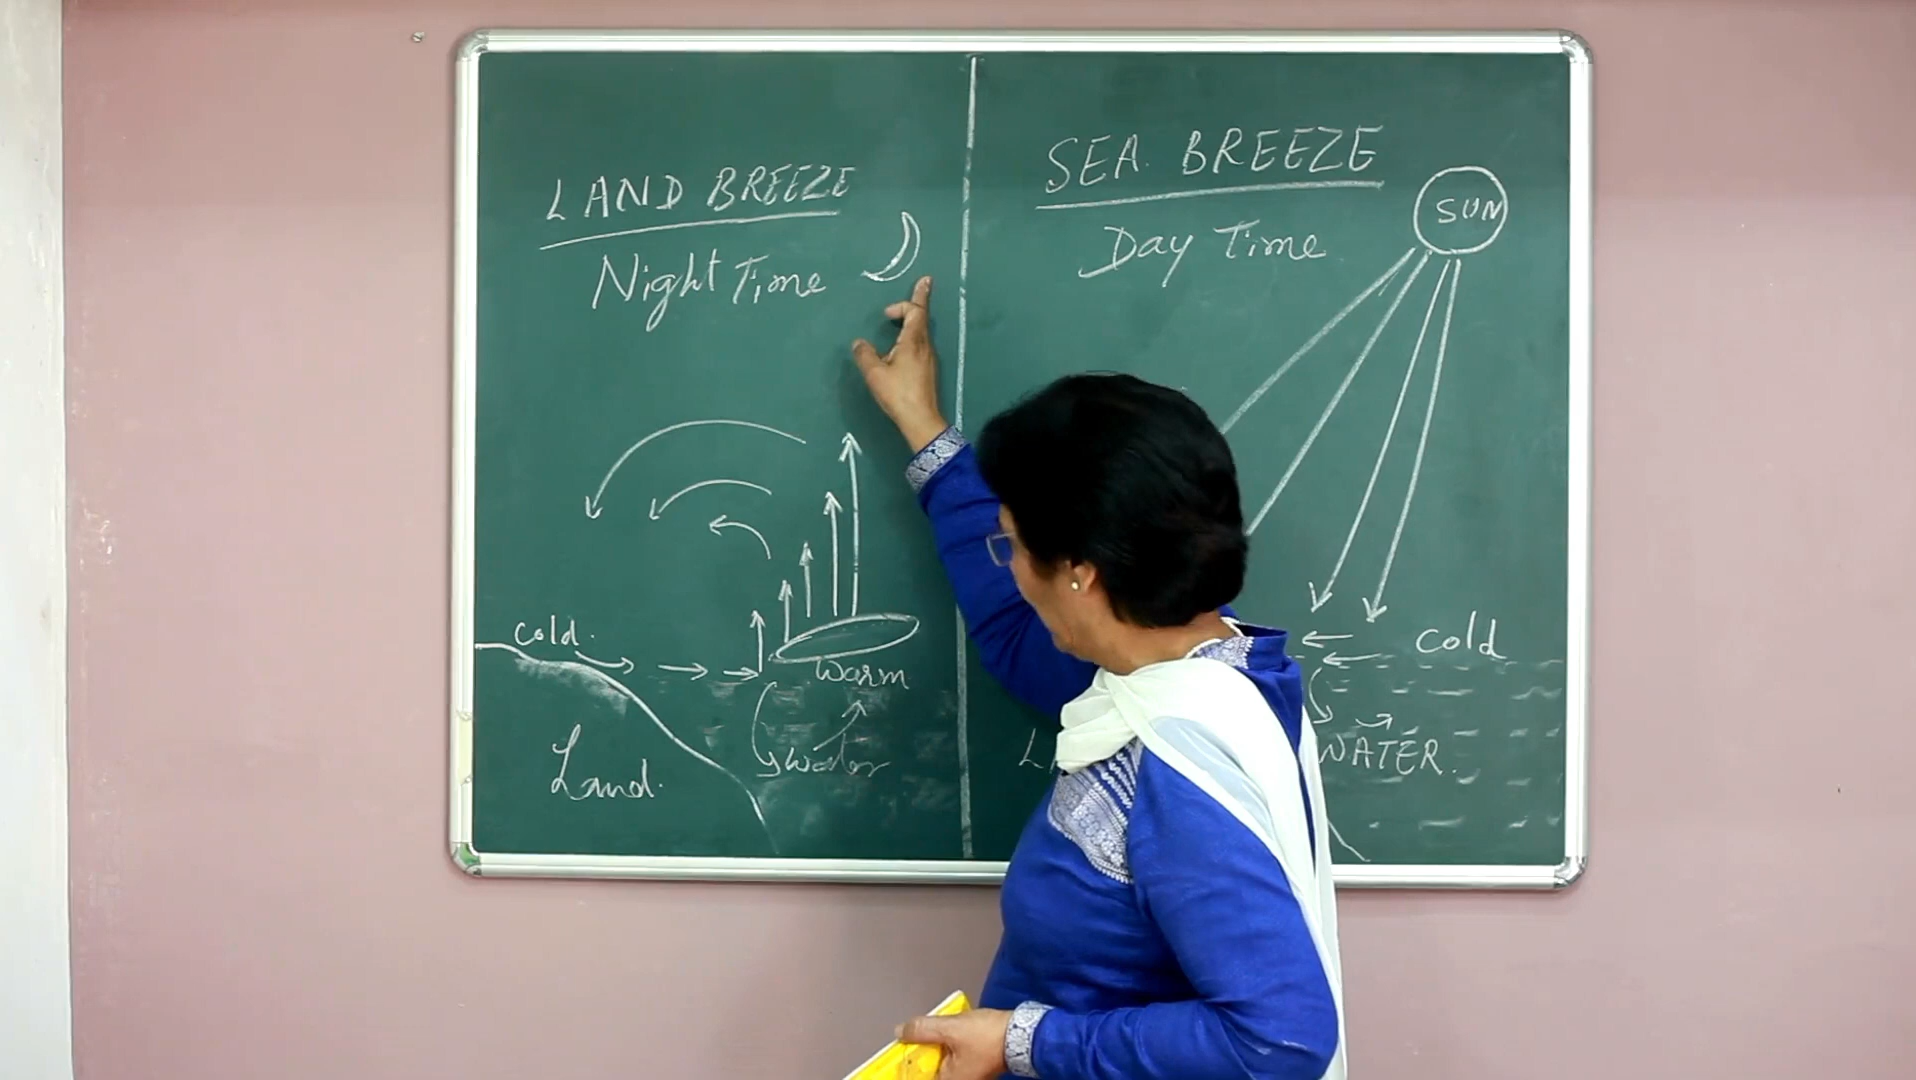 LAND BREEZE
Night Time
cold.
warm
water
Land.
SEA BREEZE
SUN
Day Time
cold
WATER.